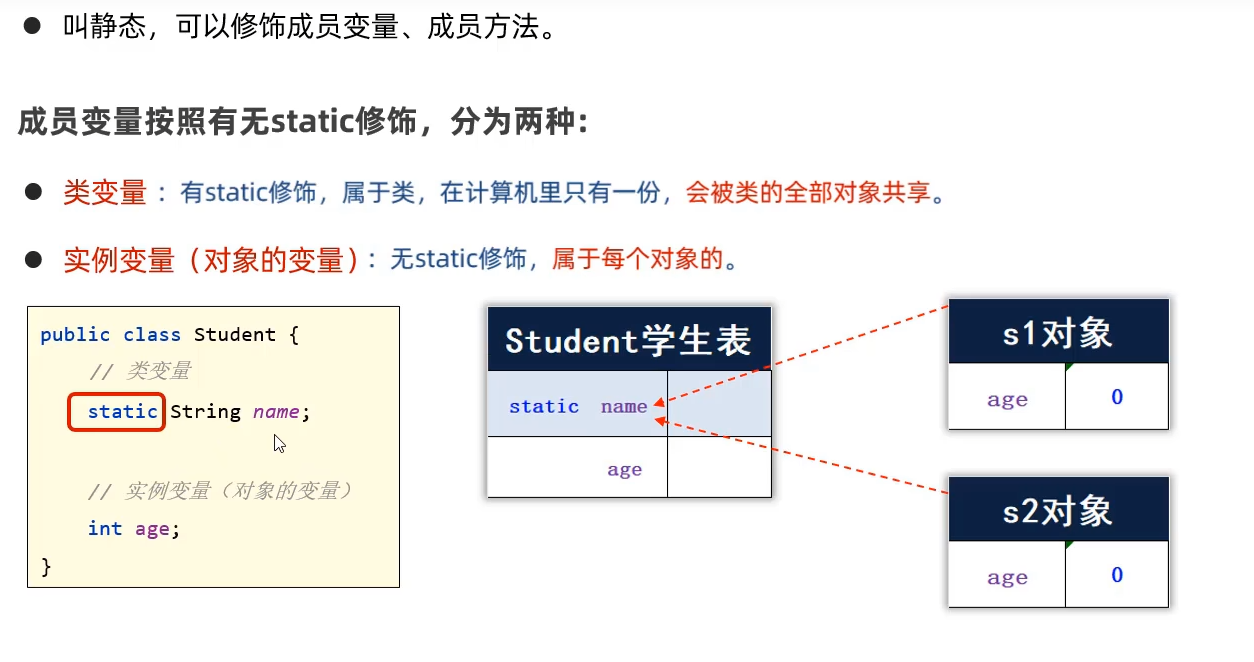 叫静态，可以修饰成员变量、成员方法。
成员变量按照有无static修饰，分为两种：
类变量：有static修饰，属于类，在计算机里只有一份，会被类的全部对象共享。
实例变量（对象的变量）：无static修饰，属于每个对象的。
public class Student {
// 类变量
static String name;
// 实例变量（对象的变量）
int age;
}
Student学生表
static name
age
s1对象
age 0
s2对象
age 0